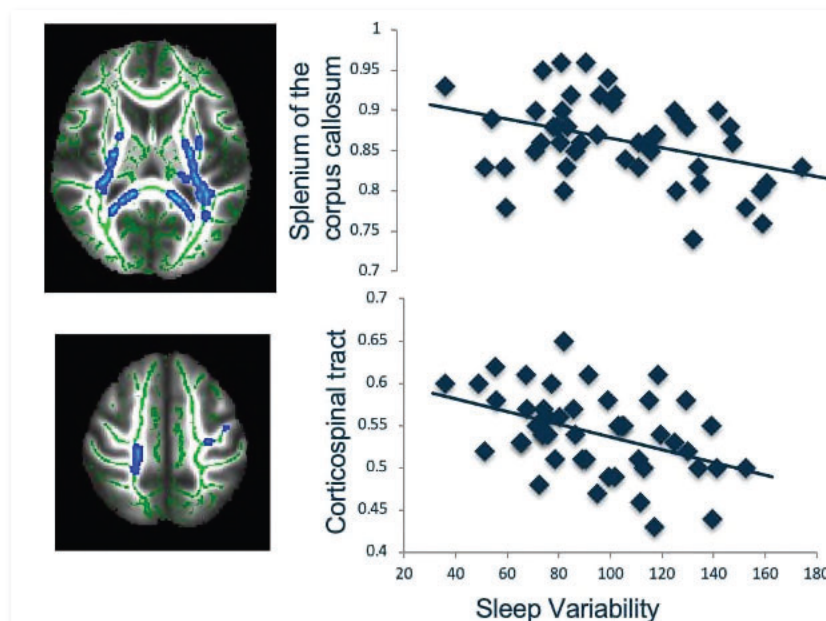 Splenium of the
corpus callosum
1
0.95
0.9
0.85
0.8
0.75
0.7
Corticospinal tract
0.7
0.65
0.6
0.55
0.5
0.45
0.4
20 40 60 80 100 120 140 160 180
Sleep Variability